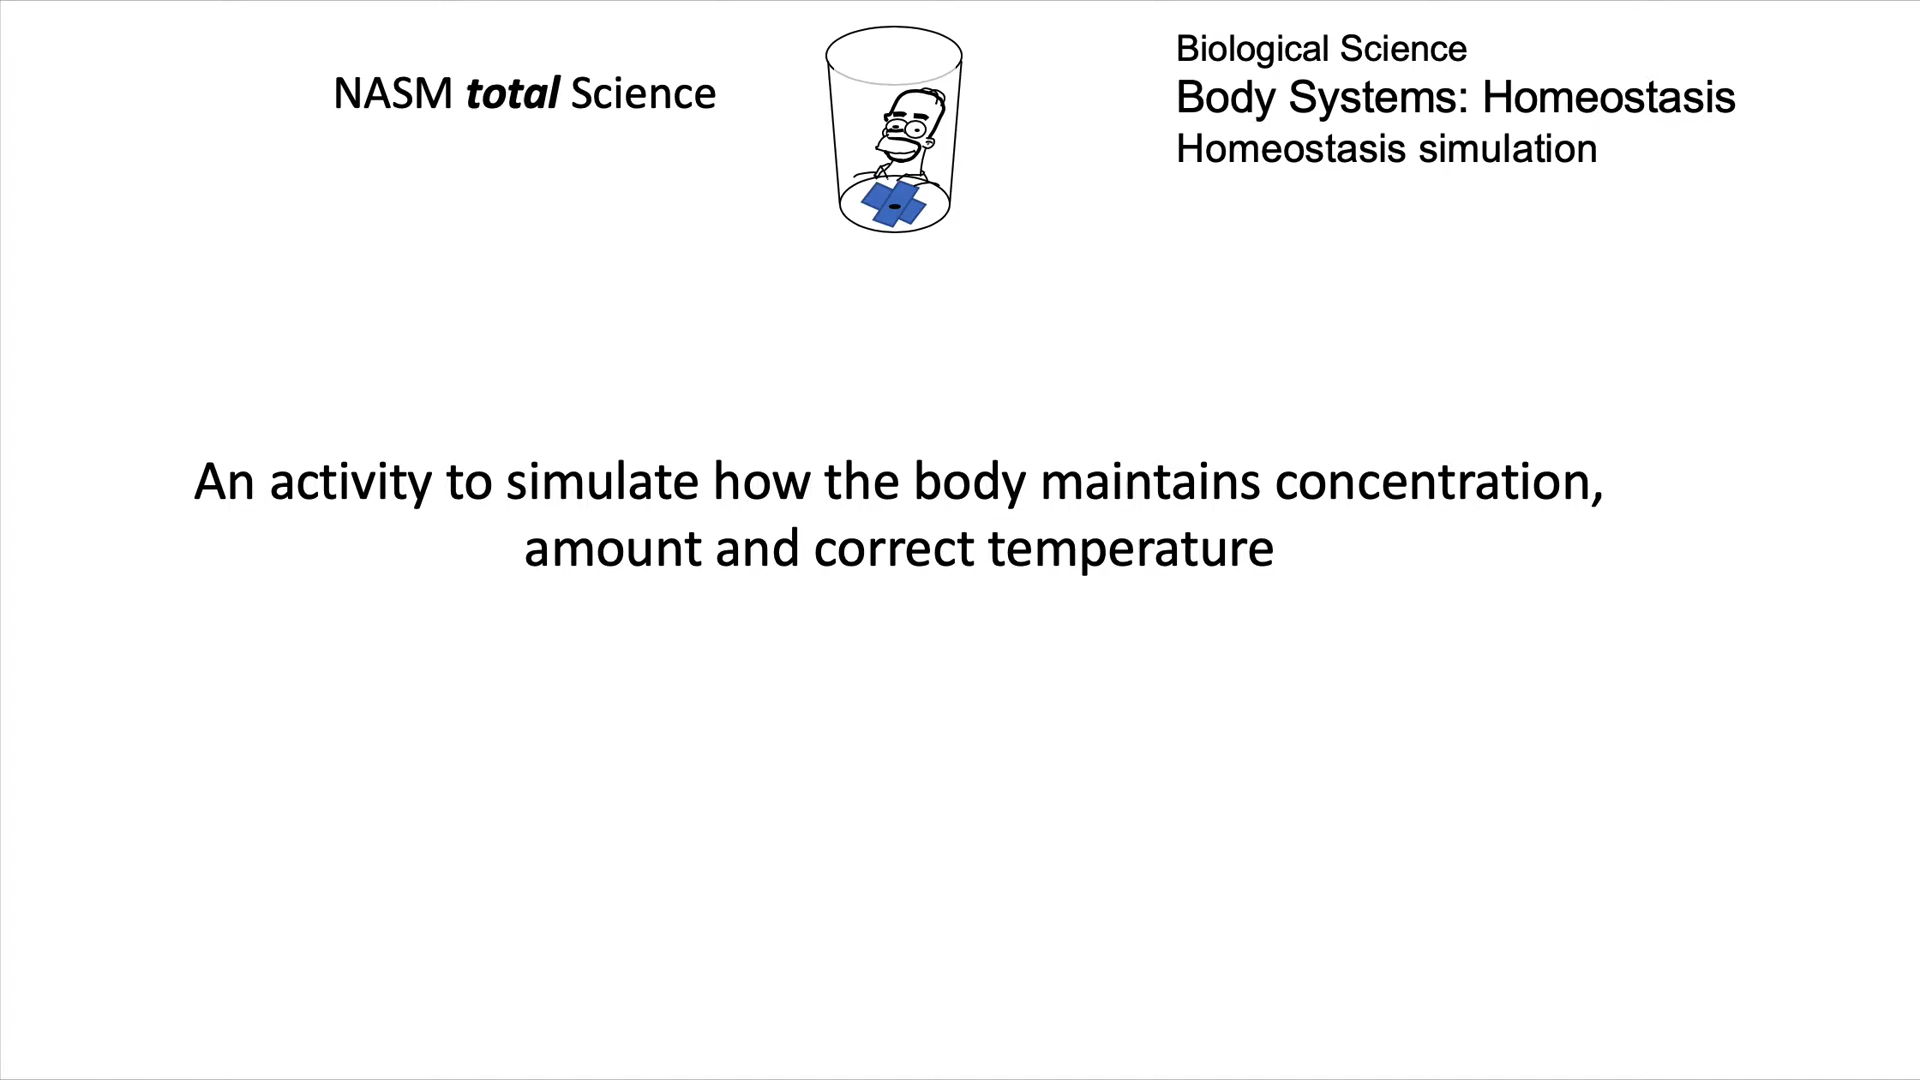 NASM total Science
Biological Science
Body Systems: Homeostasis
Homeostasis simulation
An activity to simulate how the body maintains concentration,
amount and correct temperature